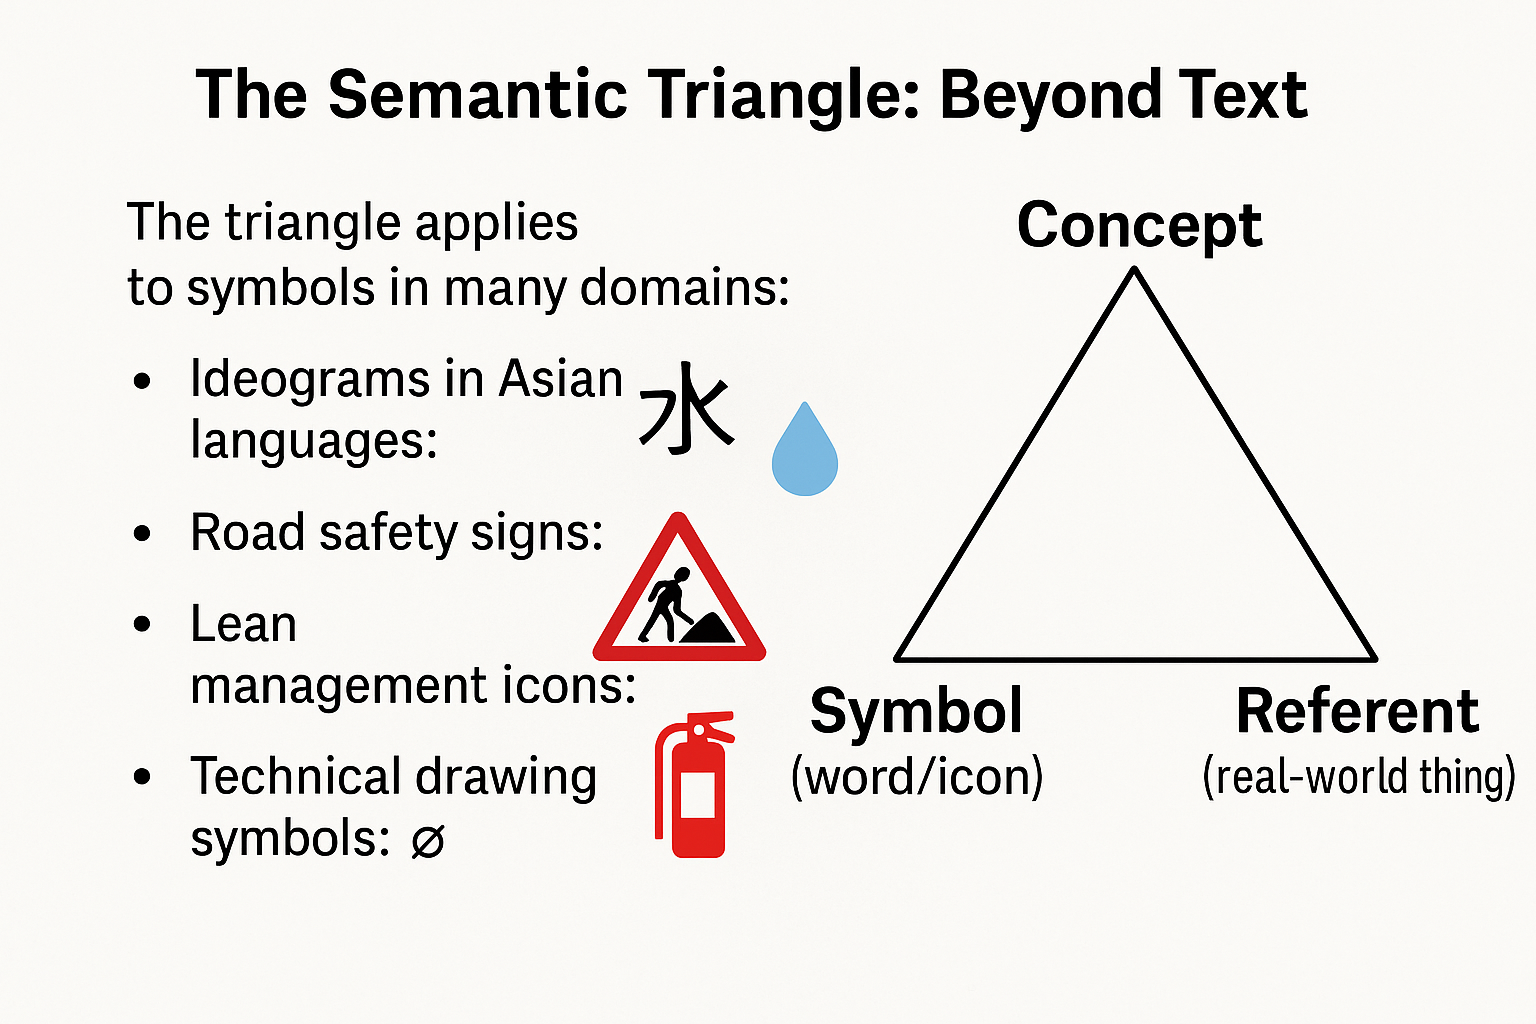 The Semantic Triangle: Beyond Text
The triangle applies
to symbols in many domains:
• Ideograms in Asian
languages: 水
• Road safety signs:
• Lean
management icons:
• Technical drawing
symbols: ⌀
Concept
Symbol
(word/icon)
Referent
(real-world thing)